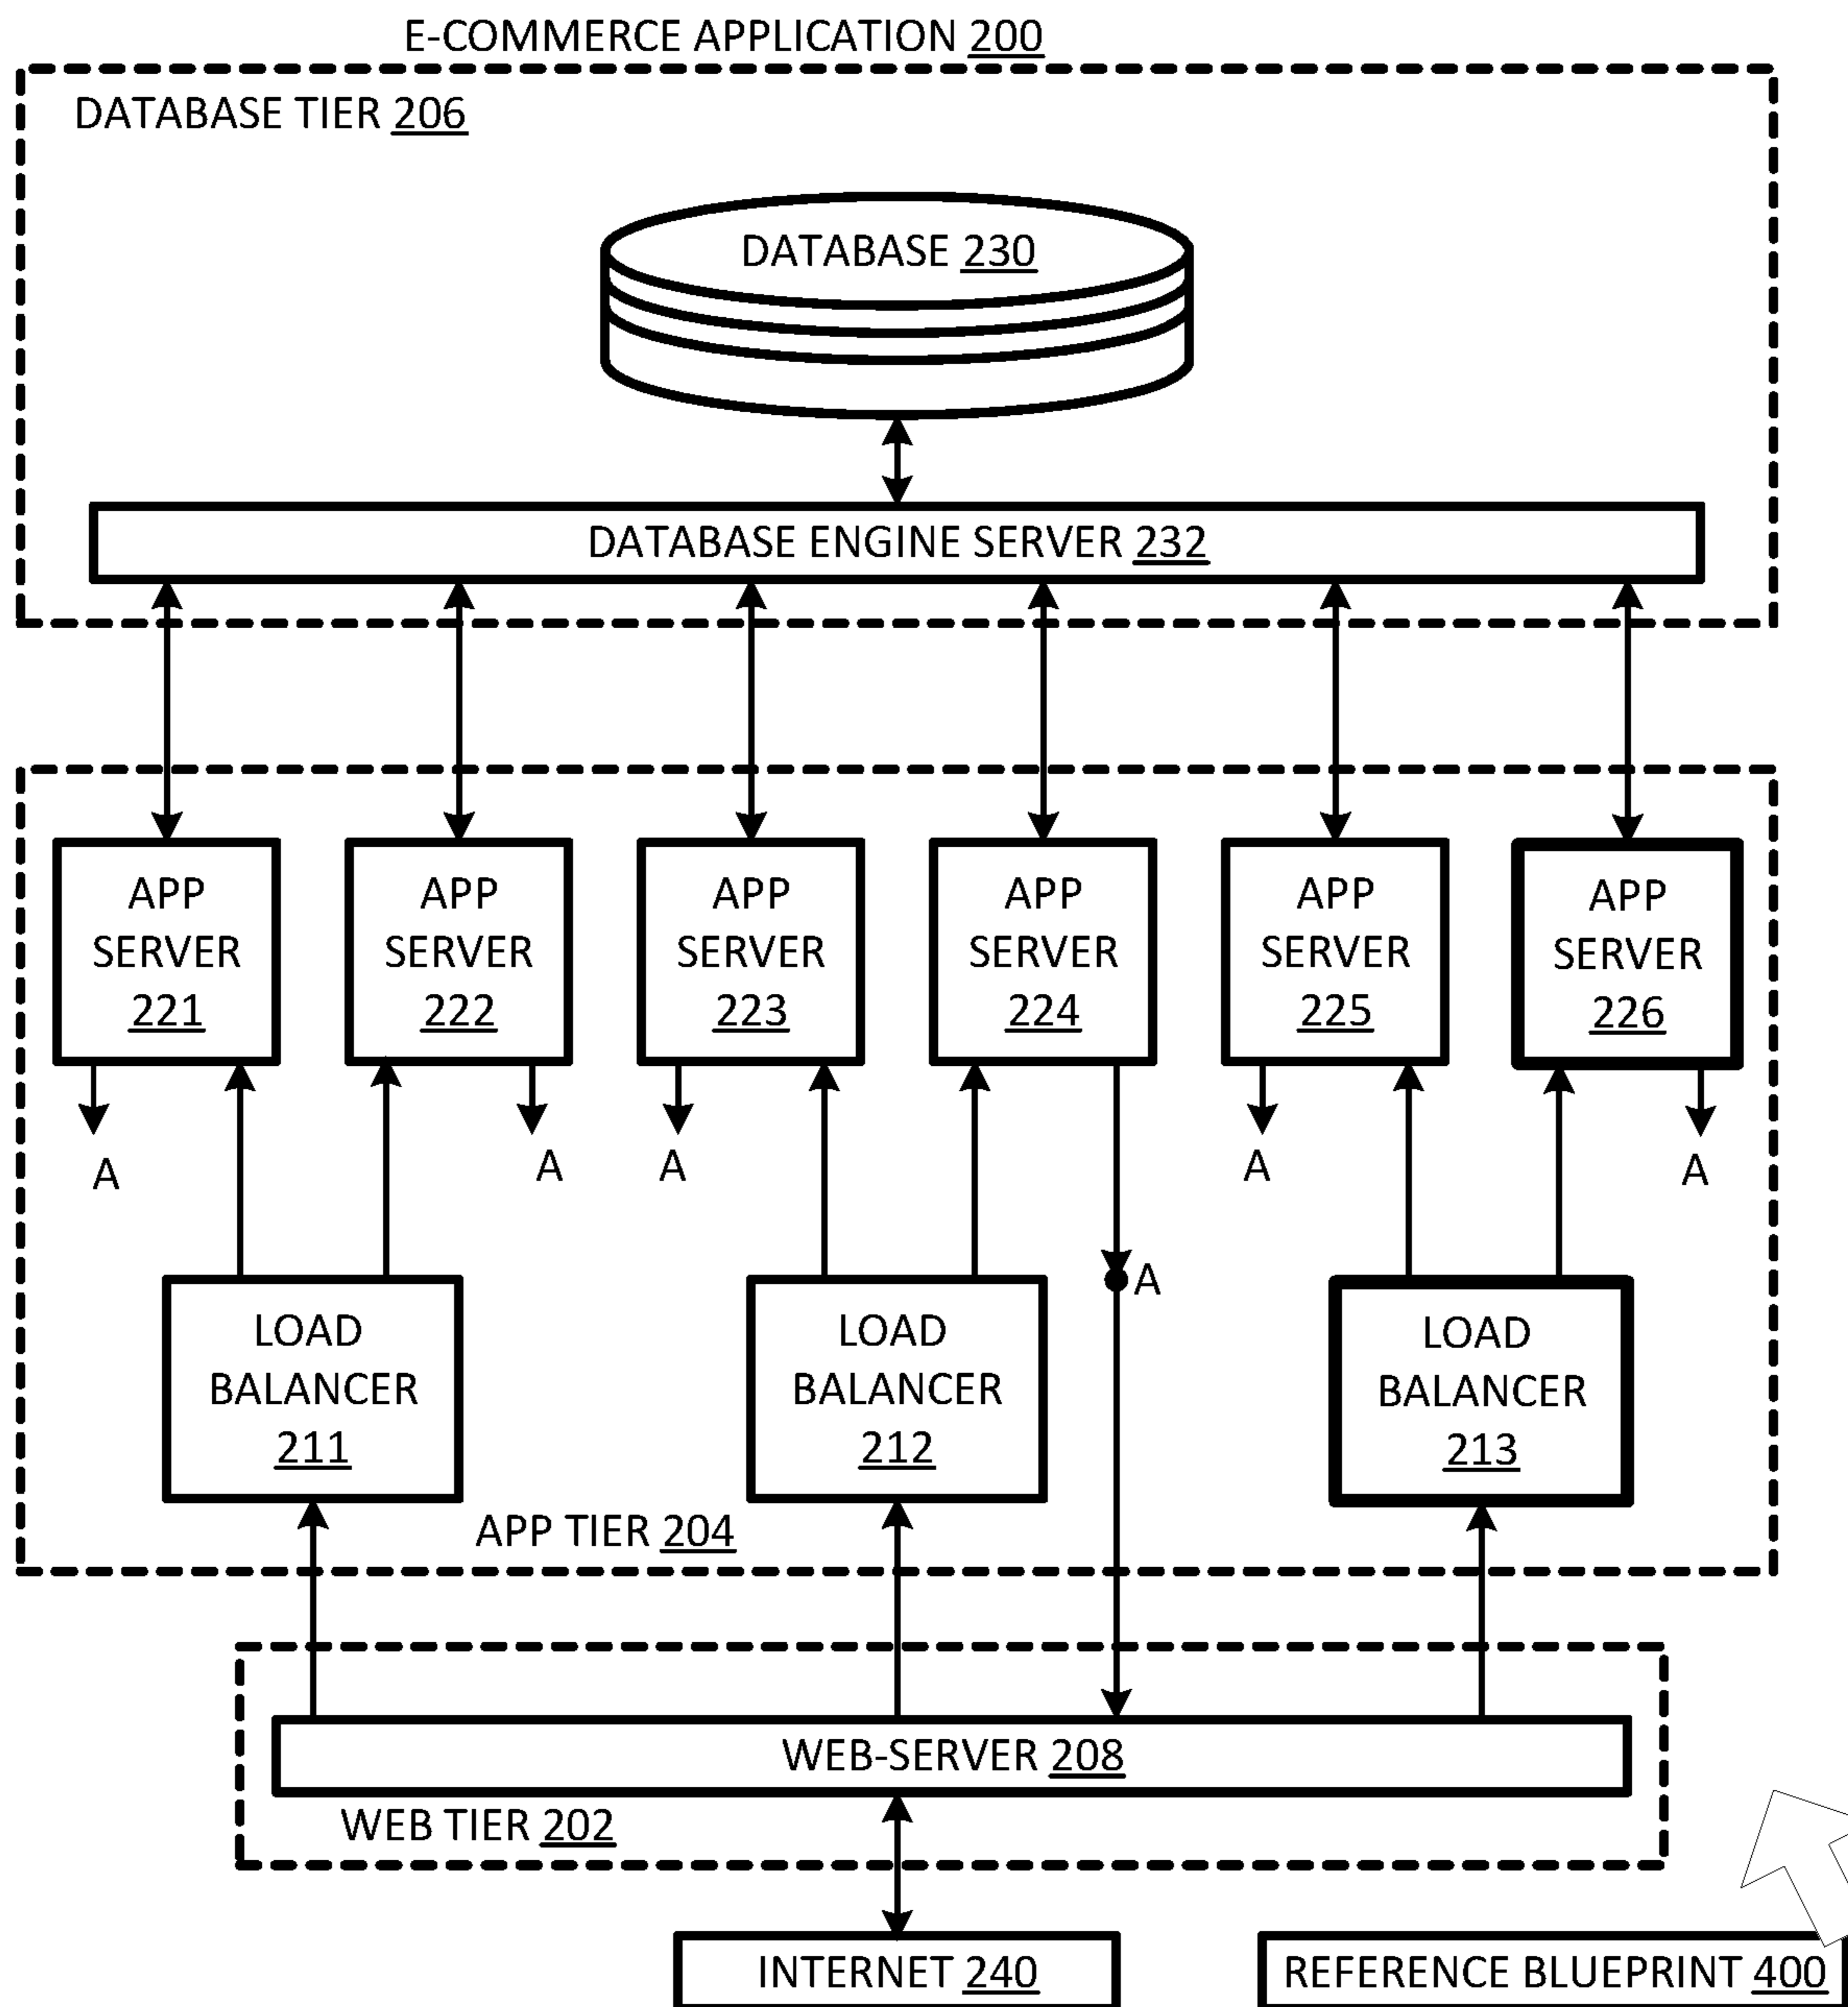 E-COMMERCE APPLICATION 200
DATABASE TIER 206
DATABASE 230
DATABASE ENGINE SERVER 232
APP
SERVER
221
APP
SERVER
222
APP
SERVER
223
APP
SERVER
224
APP
SERVER
225
APP
SERVER
226
A
A
A
A
A
A
LOAD
BALANCER
211
LOAD
BALANCER
212
LOAD
BALANCER
213
APP TIER 204
WEB-SERVER 208
WEB TIER 202
INTERNET 240
REFERENCE BLUEPRINT 400